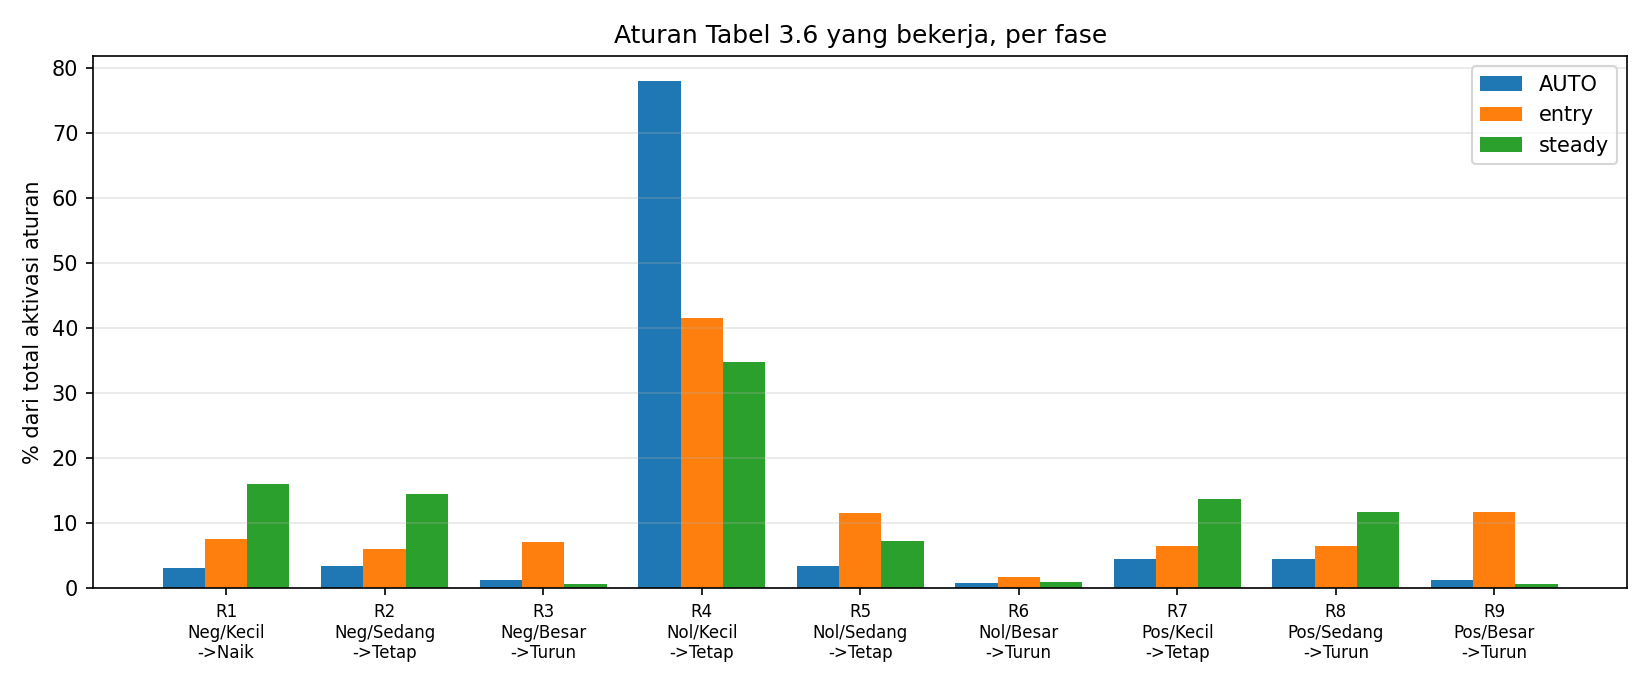 Aturan Tabel 3.6 yang bekerja, per fase
% dari total aktivasi aturan
80
70
60
50
40
30
20
10
0
AUTO
entry
steady
R1
Neg/Kecil
->Naik
R2
Neg/Sedang
->Tetap
R3
Neg/Besar
->Turun
R4
Nol/Kecil
->Tetap
R5
Nol/Sedang
->Tetap
R6
Nol/Besar
->Turun
R7
Pos/Kecil
->Tetap
R8
Pos/Sedang
->Turun
R9
Pos/Besar
->Turun